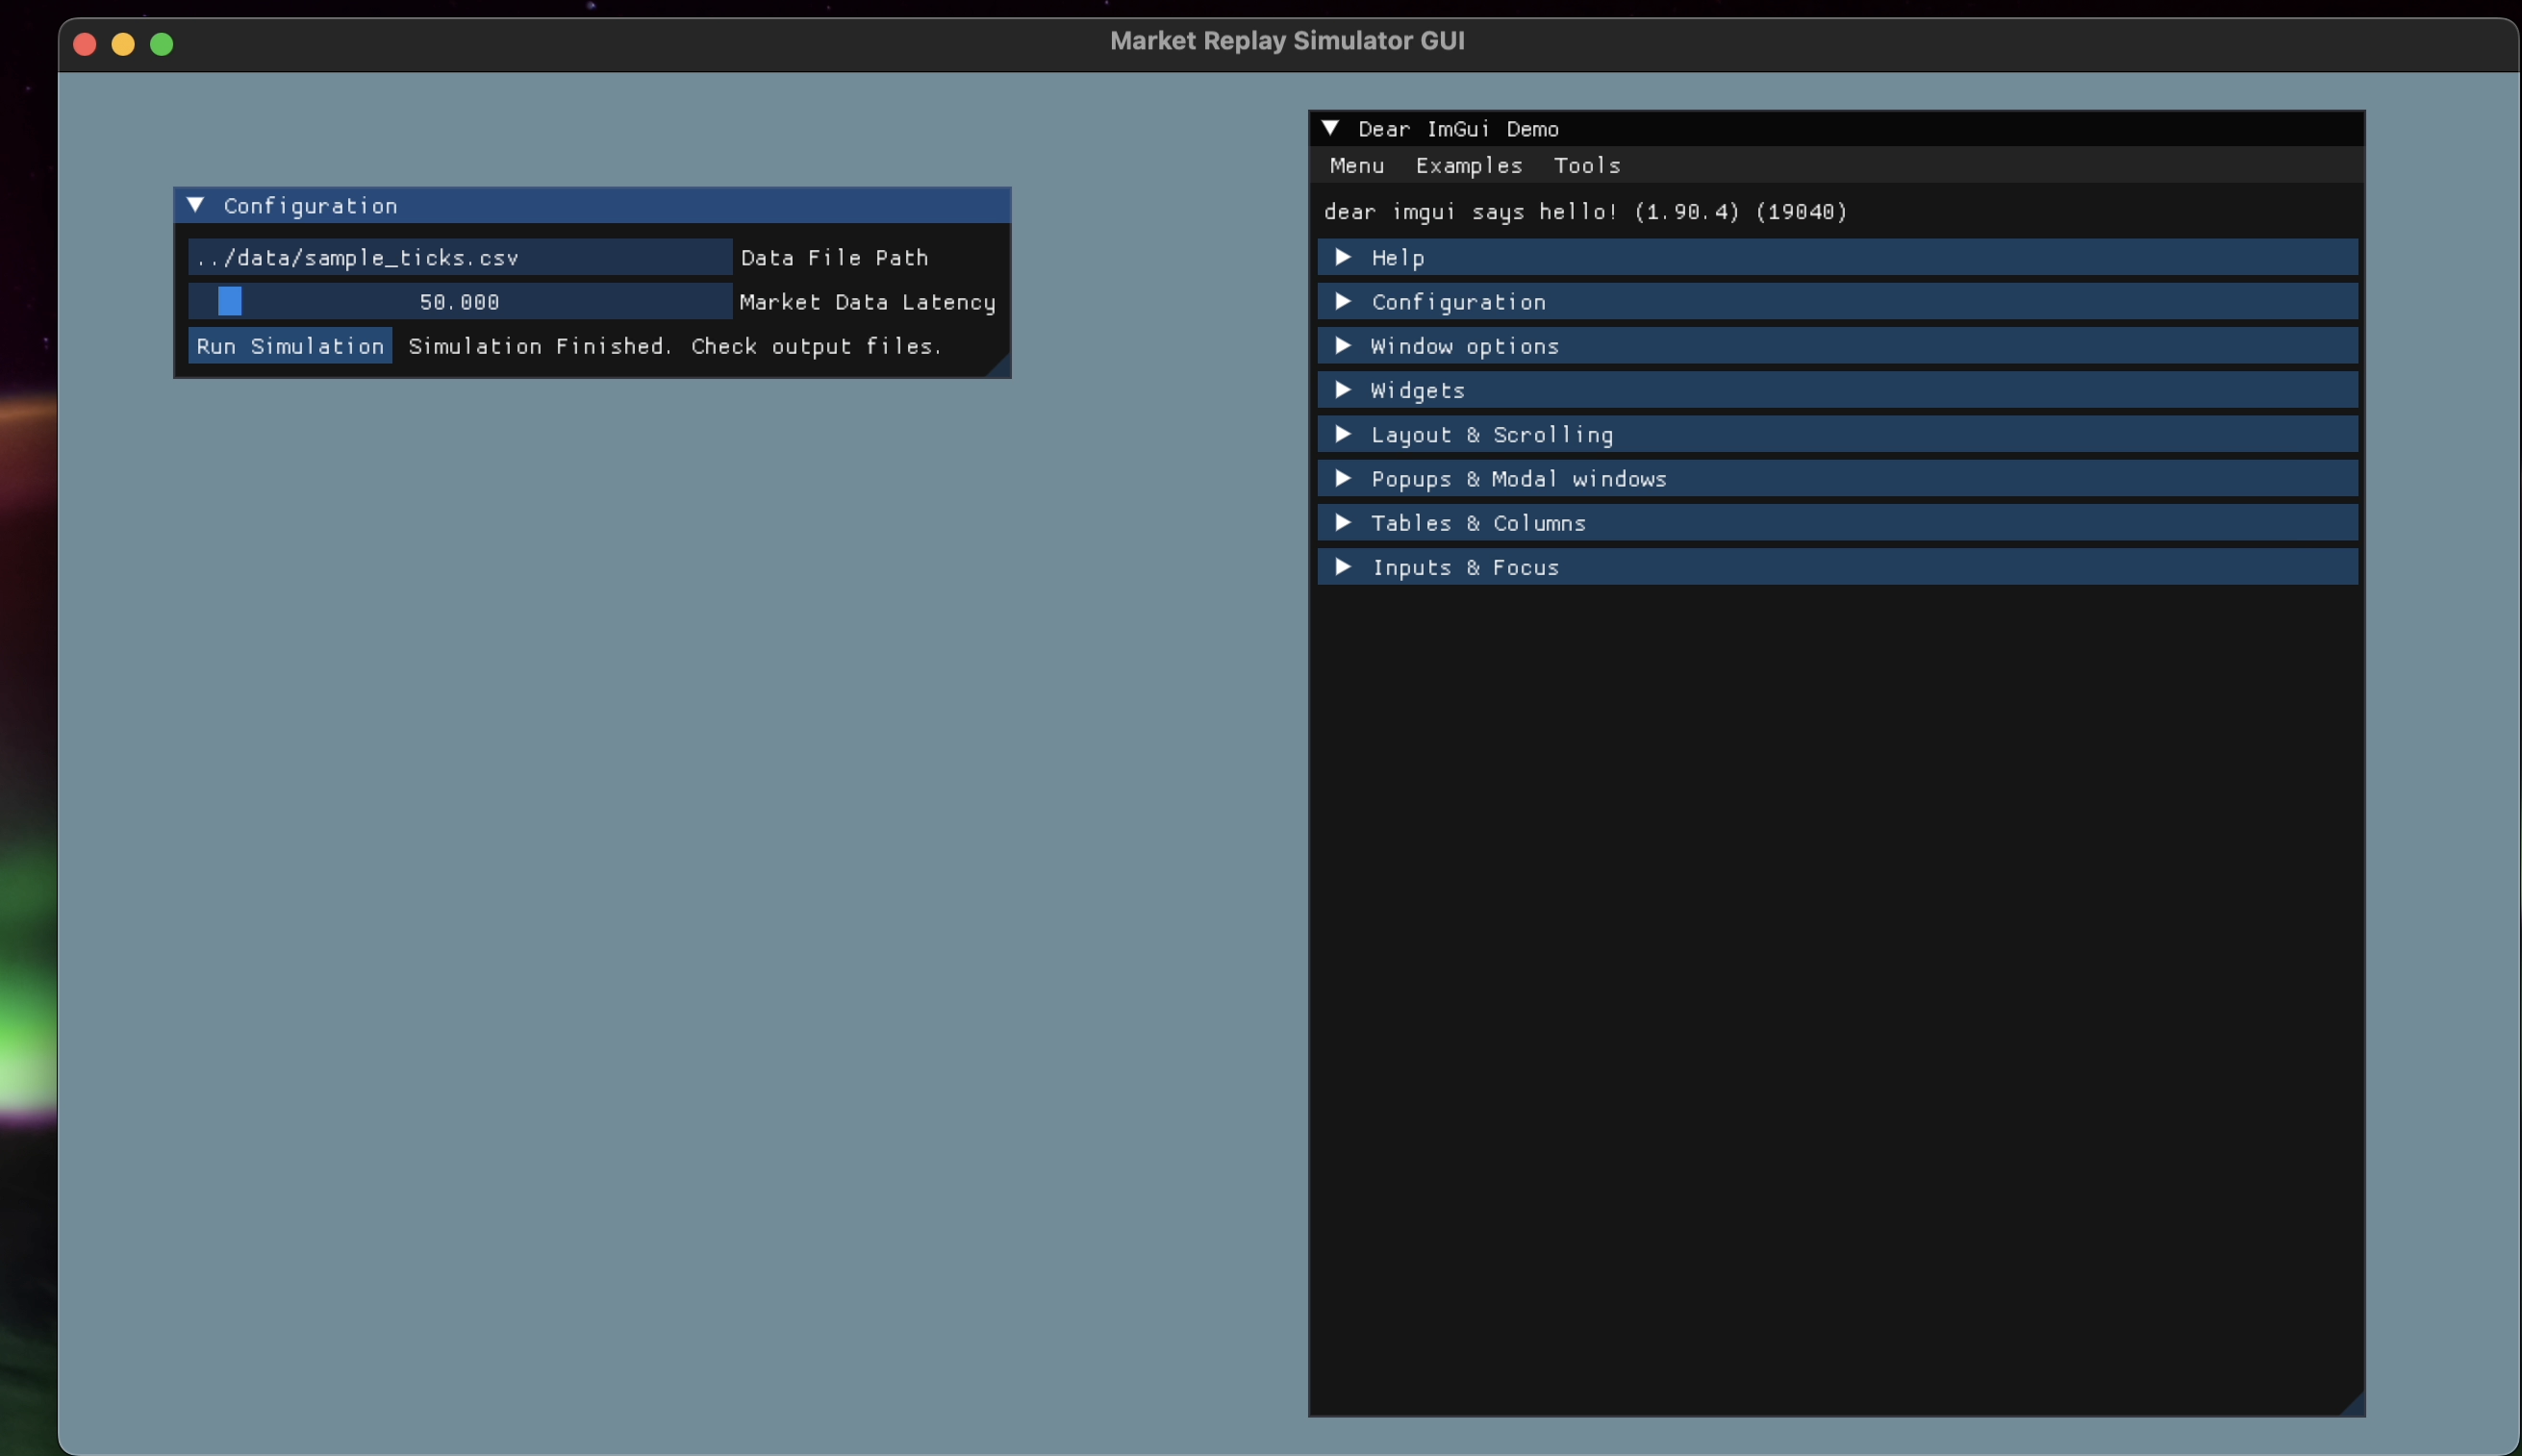 Market Replay Simulator GUI
Configuration
../data/sample_ticks.csv Data File Path
50.000 Market Data Latency
Run Simulation Simulation Finished. Check output files.
Dear ImGui Demo
Menu Examples Tools
dear imgui says hello! (1.90.4) (19040)
Help
Configuration
Window options
Widgets
Layout & Scrolling
Popups & Modal windows
Tables & Columns
Inputs & Focus